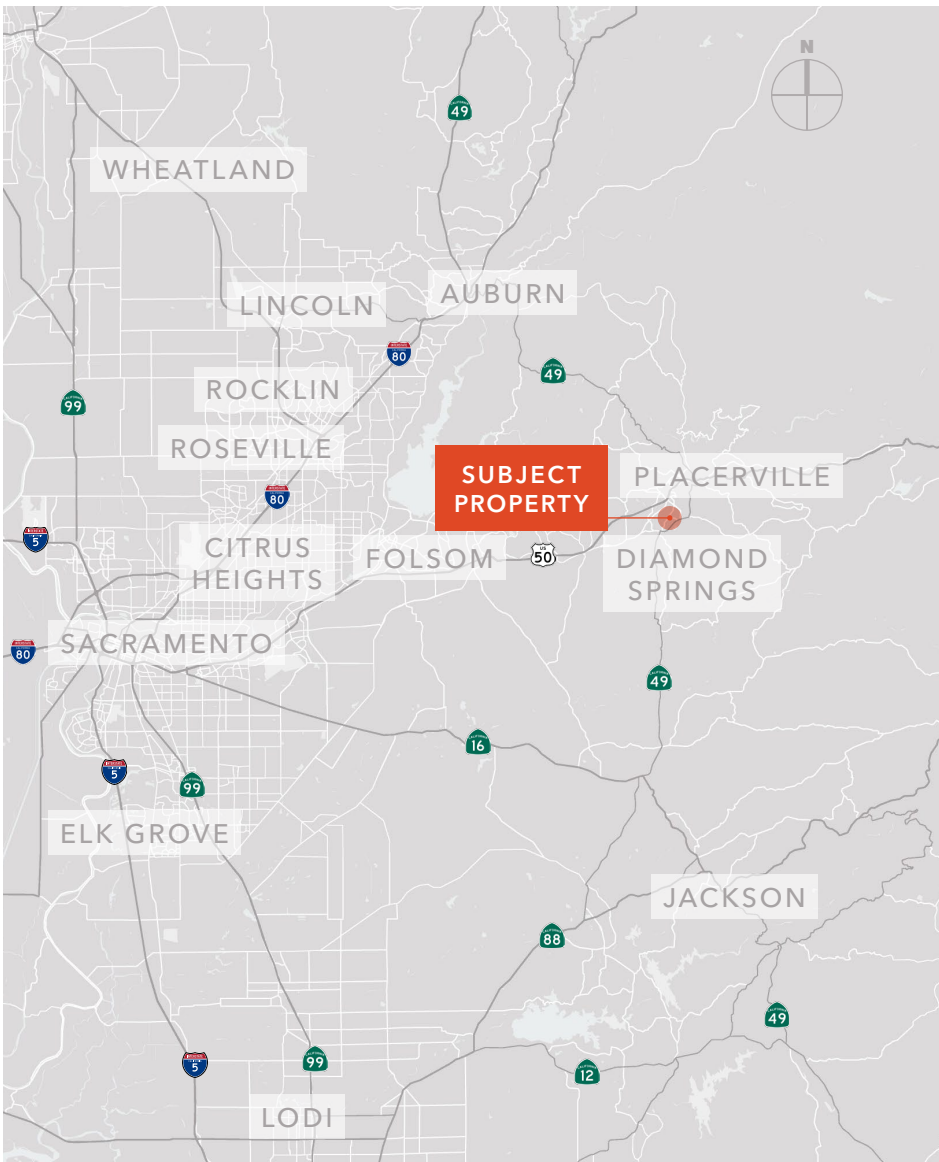 N
49
WHEATLAND
AUBURN
LINCOLN
80
49
ROCKLIN
99
ROSEVILLE
SUBJECT
PROPERTY
PLACERVILLE
80
5
CITRUS
HEIGHTS
FOLSOM
US
50
DIAMOND
SPRINGS
SACRAMENTO
80
49
16
5
99
ELK GROVE
JACKSON
88
49
99
5
12
LODI